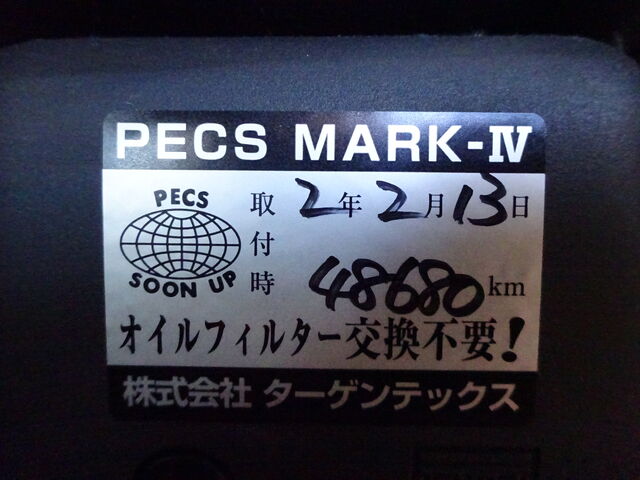 PECS MARK-Ⅳ
PECS
SOON UP
取付時
2年2月13日
48680km
オイルフィルター交換不要!
株式会社 ターゲンテックス